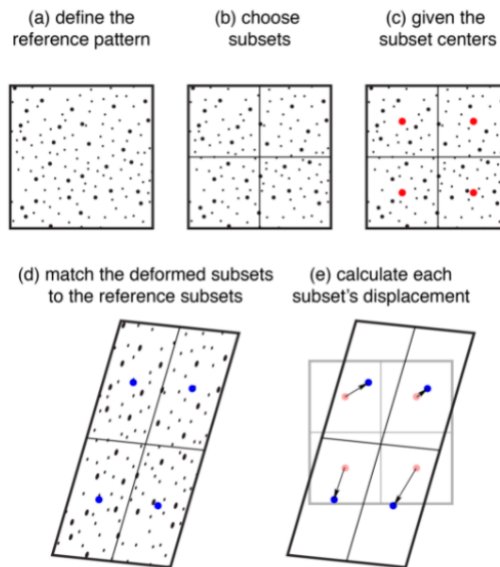 (a) define the
reference pattern
(b) choose
subsets
(c) given the
subset centers
(d) match the deformed subsets
to the reference subsets
(e) calculate each
subset's displacement